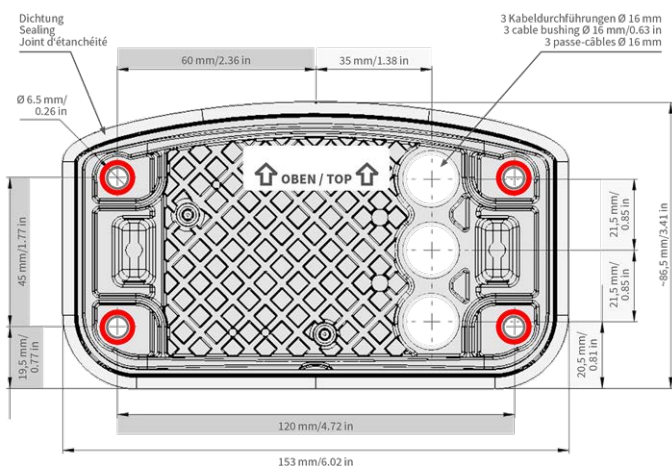 Dichtung
Sealing
Joint d'étanchéité
3 Kabeldurchführungen Ø 16 mm
3 cable bushing Ø 16 mm/0.63 in
3 passe-câbles Ø 16 mm
60 mm/2.36 in
35 mm/1.38 in
Ø 6.5 mm/
0.26 in
OBEN / TOP
45 mm/1.77 in
19,5 mm/
0.77 in
21,5 mm/
0.85 in
21,5 mm/
0.85 in
20,5 mm/
0.81 in
~86,5 mm/3.41 in
120 mm/4.72 in
153 mm/6.02 in